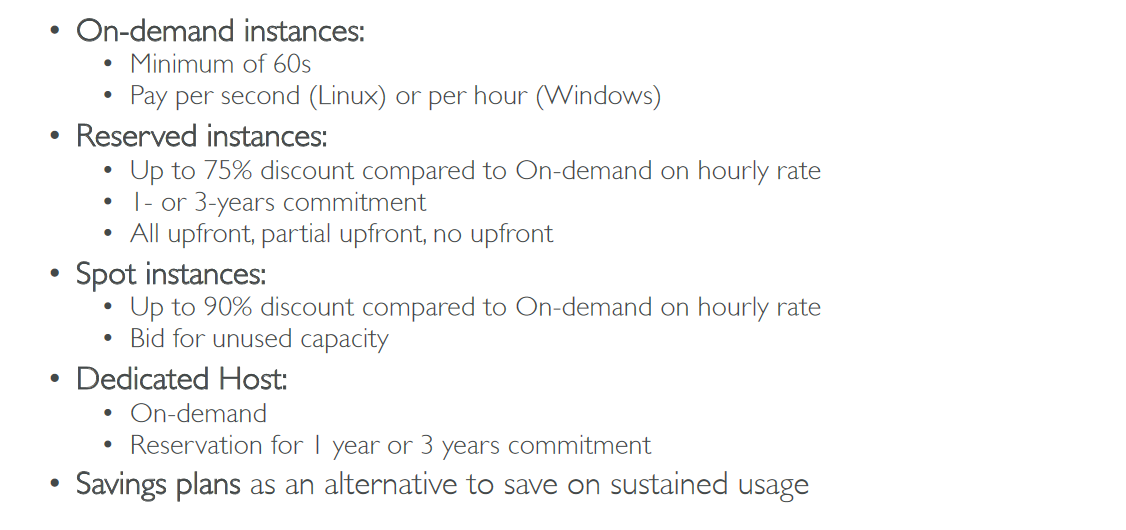 • On-demand instances:
• Minimum of 60s
• Pay per second (Linux) or per hour (Windows)
• Reserved instances:
• Up to 75% discount compared to On-demand on hourly rate
• 1- or 3-years commitment
• All upfront, partial upfront, no upfront
• Spot instances:
• Up to 90% discount compared to On-demand on hourly rate
• Bid for unused capacity
• Dedicated Host:
• On-demand
• Reservation for 1 year or 3 years commitment
• Savings plans as an alternative to save on sustained usage